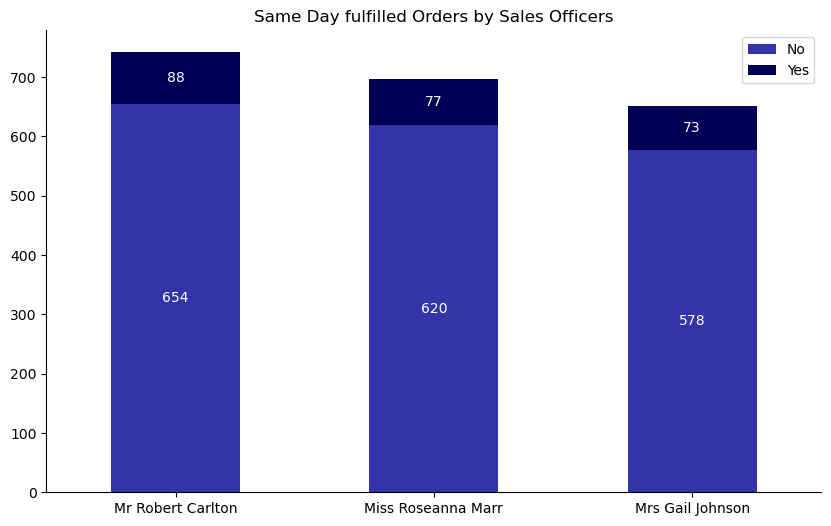 Same Day fulfilled Orders by Sales Officers
No
Yes
700
600
500
400
300
200
100
0
88
77
73
654
620
578
Mr Robert Carlton
Miss Roseanna Marr
Mrs Gail Johnson